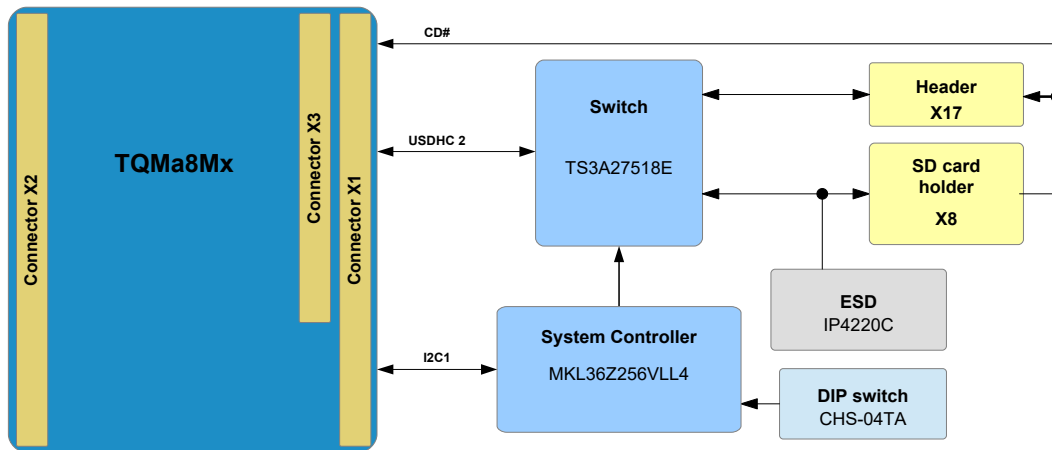 TQMa8Mx
Connector X2
Connector X3
Connector X1
CD#
USDHC 2
I2C1
Switch
TS3A27518E
System Controller
MKL36Z256VLL4
Header
X17
SD card
holder
X8
ESD
IP4220C
DIP switch
CHS-04TA